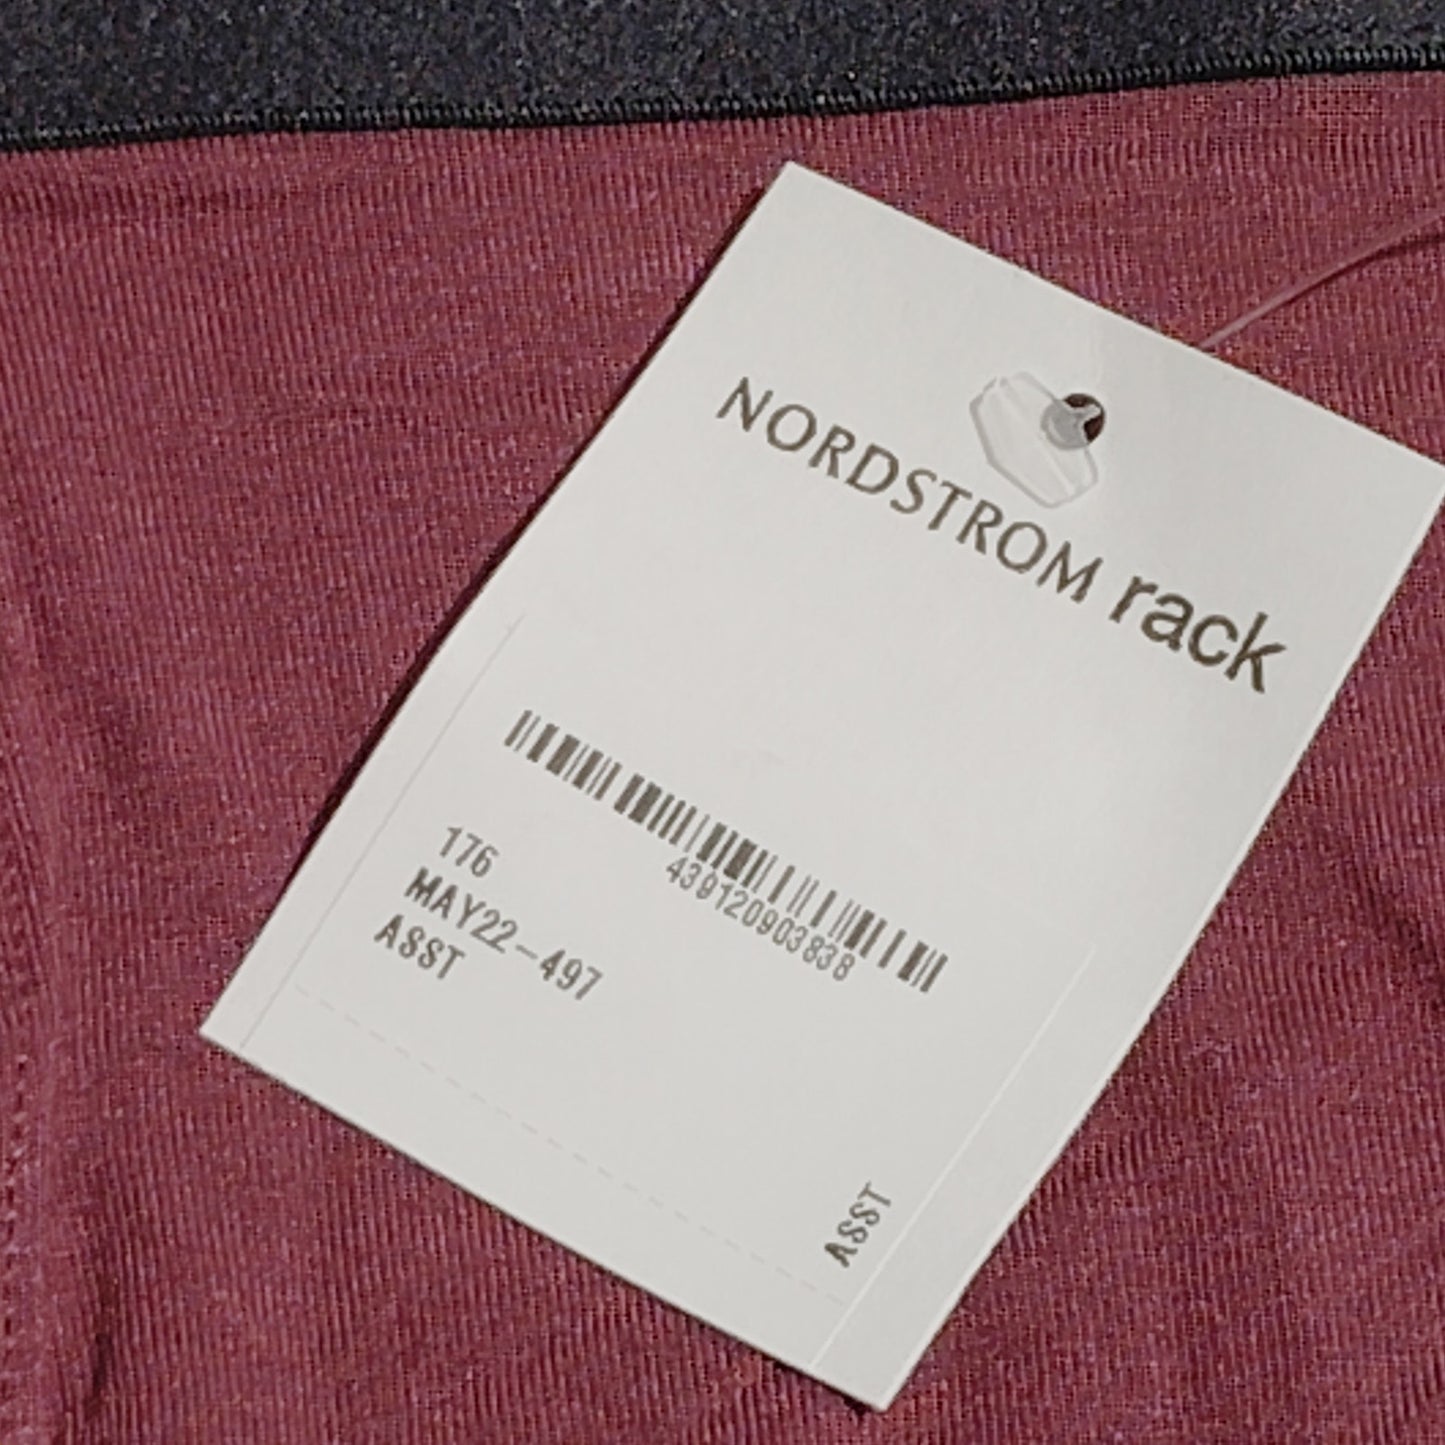 NORDSTROM rack
439120903838
176
MAY22-497
ASST
ASST